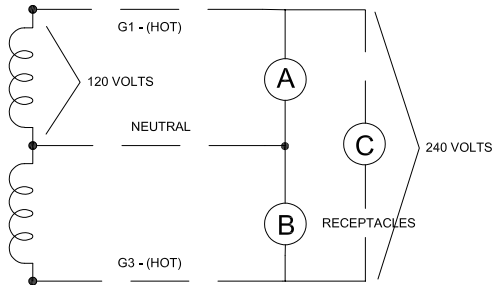 G1 - (HOT)
A
120 VOLTS
NEUTRAL
C
240 VOLTS
B
RECEPTACLES
G3 - (HOT)